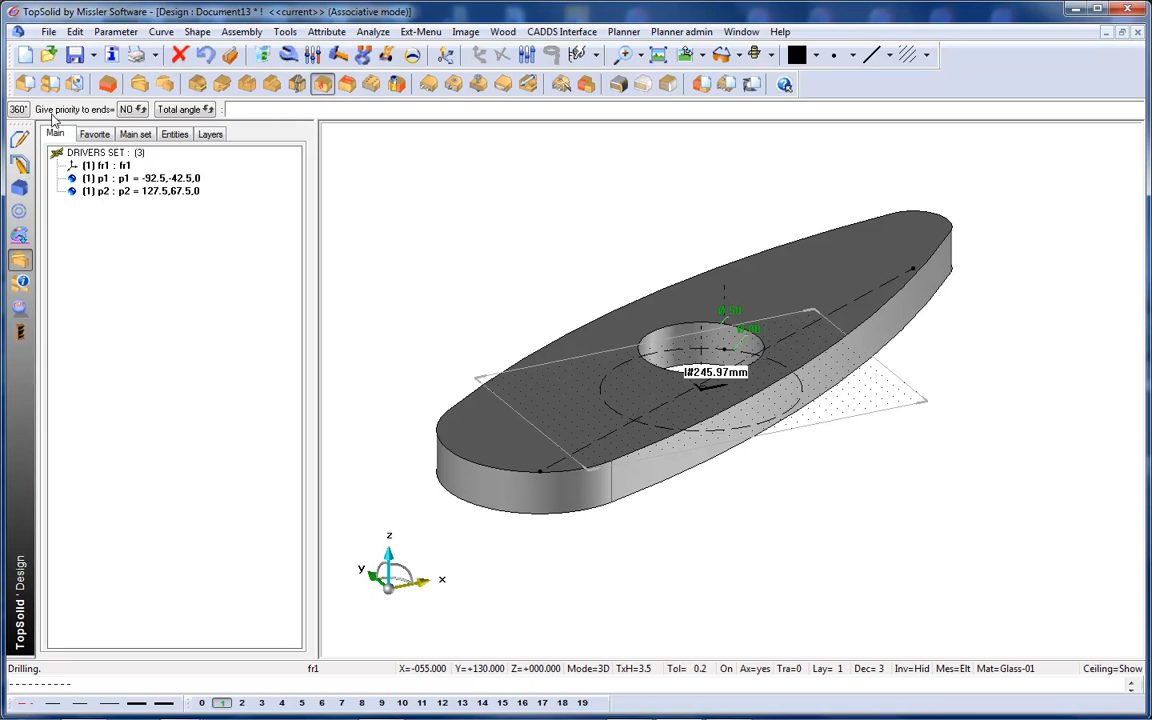 TopSolid by Missler Software - [Design : Document13 * ! <<current>> (Associative mode)]
File Edit Parameter Curve Shape Assembly Tools Attribute Analyze Ext-Menu Image Wood CADDS Interface Planner Planner admin Window Help
360° Give priority to ends= NO Total angle :
Main Favorite Main set Entities Layers
DRIVERS SET : (3)
(1) fr1 : fr1
(1) p1 : p1 = -92.5,-42.5,0
(1) p2 : p2 = 127.5,67.5,0
l#245.97mm
z
y
x
TopSolid'Design
Drilling. fr1 X=-055.000 Y=+130.000 Z=+000.000 Mode=3D TxH=3.5 Tol= 0.2 On Ax=yes Tra=0 Lay= 1 Dec= 3 Inv=Hid Mes=Elt Mat=Glass-01 Ceiling=Show
----------
0 1 2 3 4 5 6 7 8 9 10 11 12 13 14 15 16 17 18 19